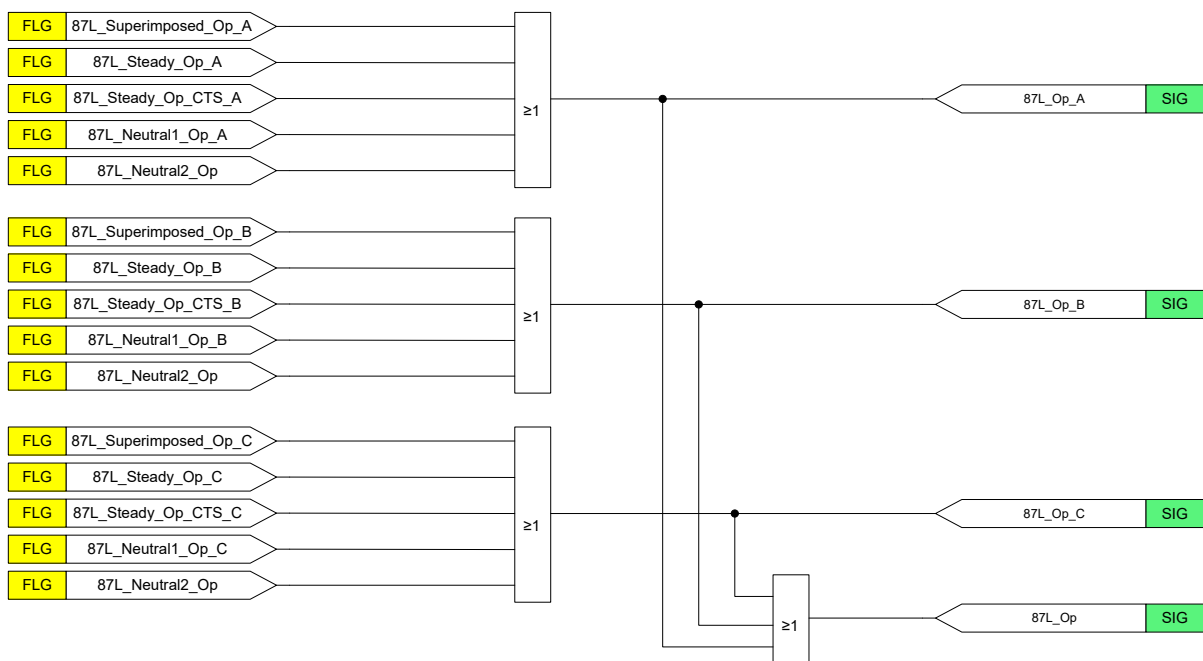 FLG 87L_Superimposed_Op_A
FLG 87L_Steady_Op_A
FLG 87L_Steady_Op_CTS_A
FLG 87L_Neutral1_Op_A
FLG 87L_Neutral2_Op
≥1
87L_Op_A SIG
FLG 87L_Superimposed_Op_B
FLG 87L_Steady_Op_B
FLG 87L_Steady_Op_CTS_B
FLG 87L_Neutral1_Op_B
FLG 87L_Neutral2_Op
≥1
87L_Op_B SIG
FLG 87L_Superimposed_Op_C
FLG 87L_Steady_Op_C
FLG 87L_Steady_Op_CTS_C
FLG 87L_Neutral1_Op_C
FLG 87L_Neutral2_Op
≥1
87L_Op_C SIG
≥1
87L_Op SIG